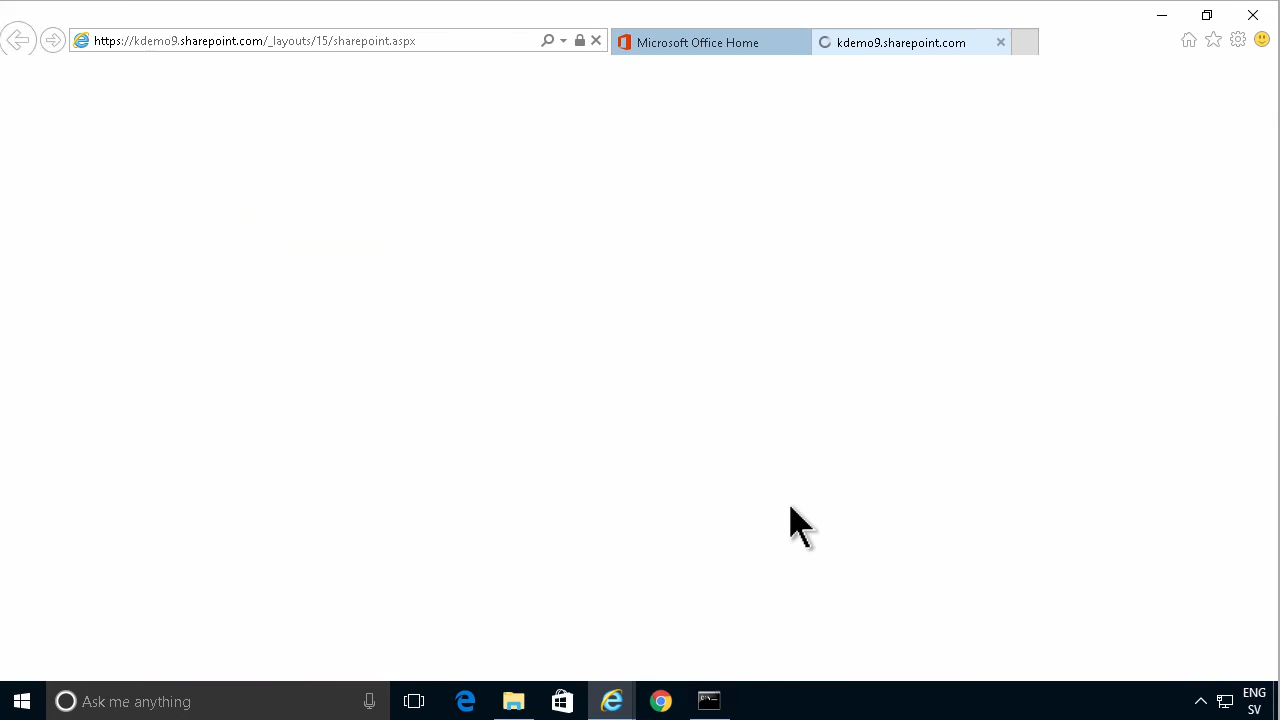 https://kdemo9.sharepoint.com/_layouts/15/sharepoint.aspx
Microsoft Office Home
kdemo9.sharepoint.com
Ask me anything
ENG
SV